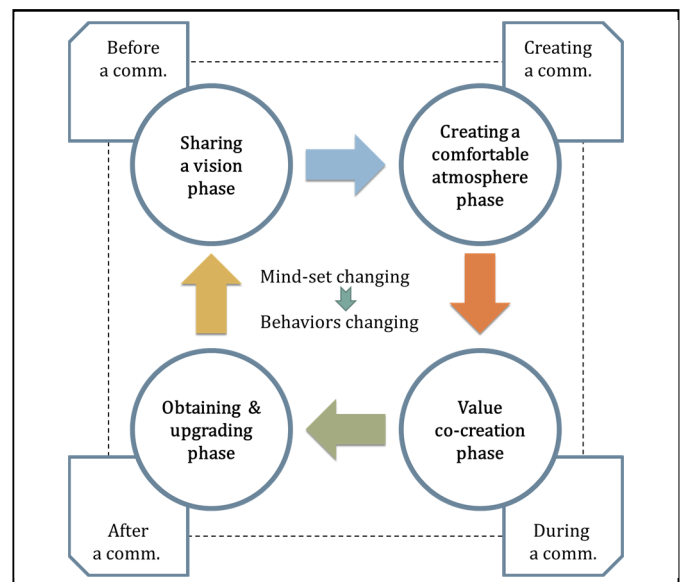 Before
a comm.
Creating
a comm.
Sharing
a vision
phase
Creating a
comfortable
atmosphere
phase
Mind-set changing
Behaviors changing
Obtaining &
upgrading
phase
Value
co-creation
phase
After
a comm.
During
a comm.